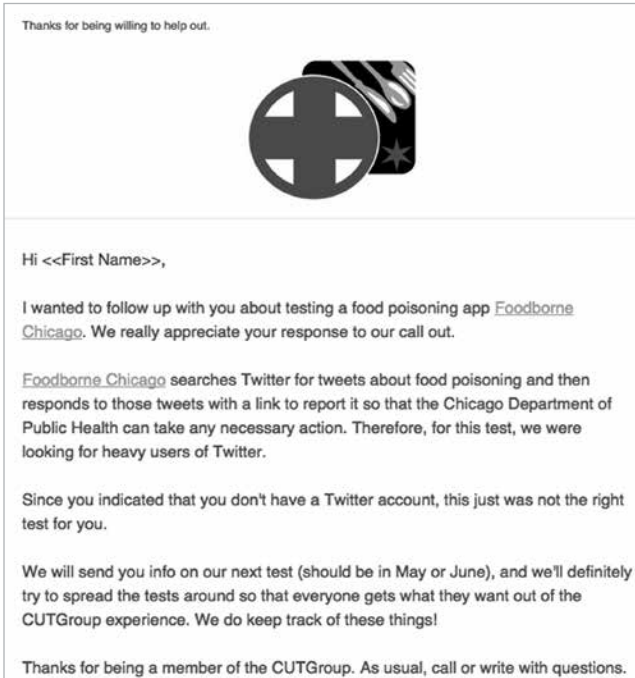 Thanks for being willing to help out.
Hi <<First Name>>,
I wanted to follow up with you about testing a food poisoning app Foodborne
Chicago. We really appreciate your response to our call out.
Foodborne Chicago searches Twitter for tweets about food poisoning and then
responds to those tweets with a link to report it so that the Chicago Department of
Public Health can take any necessary action. Therefore, for this test, we were
looking for heavy users of Twitter.
Since you indicated that you don't have a Twitter account, this just was not the right
test for you.
We will send you info on our next test (should be in May or June), and we'll definitely
try to spread the tests around so that everyone gets what they want out of the
CUTGroup experience. We do keep track of these things!
Thanks for being a member of the CUTGroup. As usual, call or write with questions.